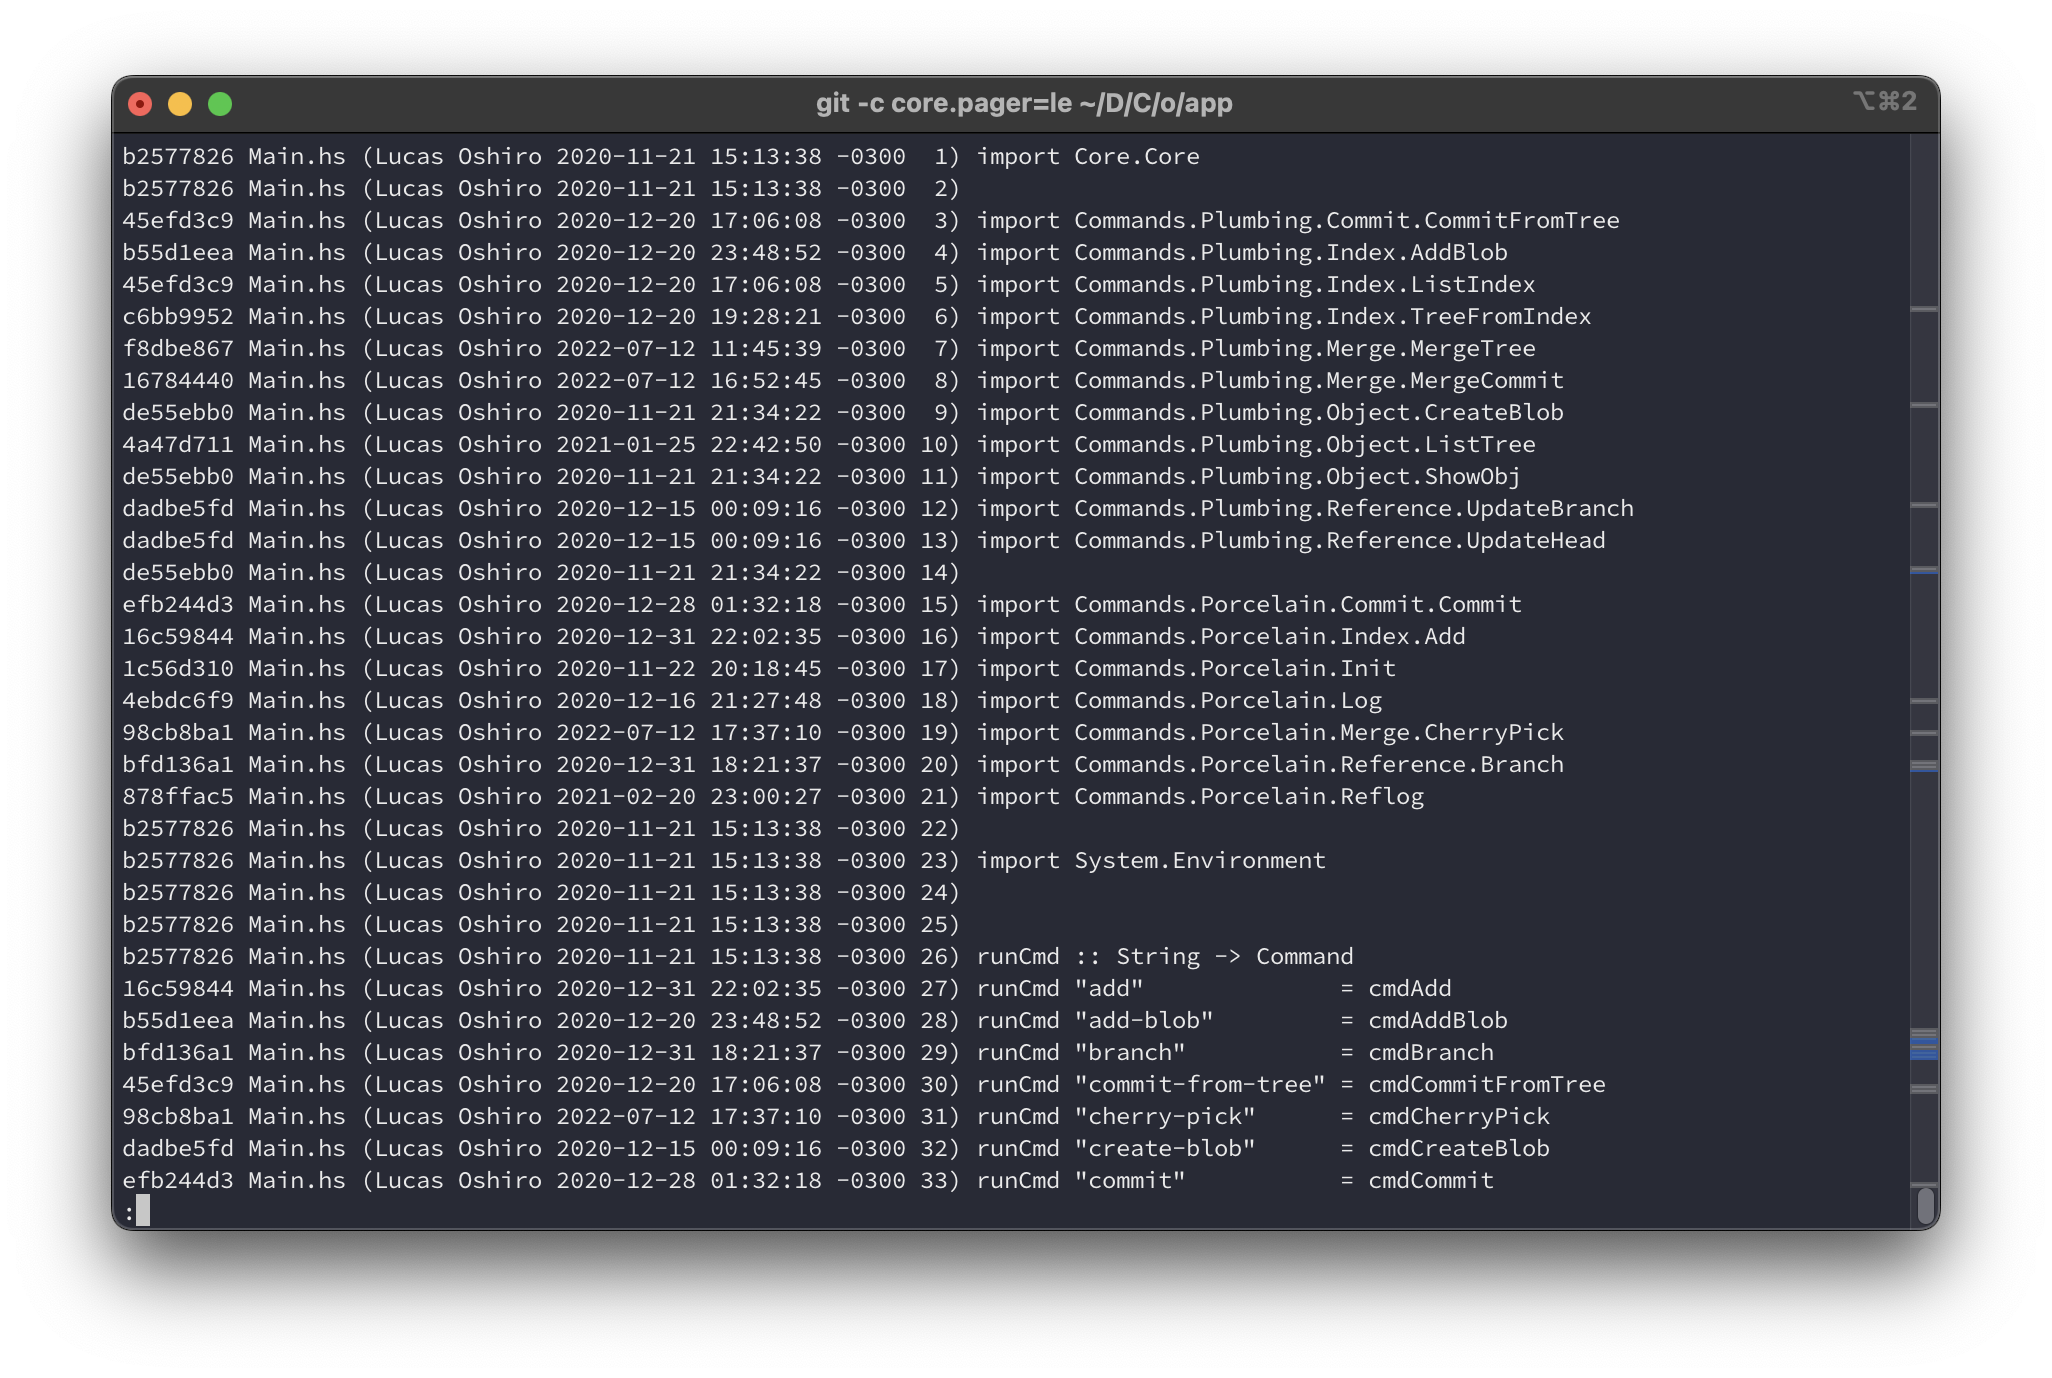 git -c core.pager=le ~/D/C/o/app ⌥⌘2
b2577826 Main.hs (Lucas Oshiro 2020-11-21 15:13:38 -0300  1) import Core.Core
b2577826 Main.hs (Lucas Oshiro 2020-11-21 15:13:38 -0300  2)
45efd3c9 Main.hs (Lucas Oshiro 2020-12-20 17:06:08 -0300  3) import Commands.Plumbing.Commit.CommitFromTree
b55d1eea Main.hs (Lucas Oshiro 2020-12-20 23:48:52 -0300  4) import Commands.Plumbing.Index.AddBlob
45efd3c9 Main.hs (Lucas Oshiro 2020-12-20 17:06:08 -0300  5) import Commands.Plumbing.Index.ListIndex
c6bb9952 Main.hs (Lucas Oshiro 2020-12-20 19:28:21 -0300  6) import Commands.Plumbing.Index.TreeFromIndex
f8dbe867 Main.hs (Lucas Oshiro 2022-07-12 11:45:39 -0300  7) import Commands.Plumbing.Merge.MergeTree
16784440 Main.hs (Lucas Oshiro 2022-07-12 16:52:45 -0300  8) import Commands.Plumbing.Merge.MergeCommit
de55ebb0 Main.hs (Lucas Oshiro 2020-11-21 21:34:22 -0300  9) import Commands.Plumbing.Object.CreateBlob
4a47d711 Main.hs (Lucas Oshiro 2021-01-25 22:42:50 -0300 10) import Commands.Plumbing.Object.ListTree
de55ebb0 Main.hs (Lucas Oshiro 2020-11-21 21:34:22 -0300 11) import Commands.Plumbing.Object.ShowObj
dadbe5fd Main.hs (Lucas Oshiro 2020-12-15 00:09:16 -0300 12) import Commands.Plumbing.Reference.UpdateBranch
dadbe5fd Main.hs (Lucas Oshiro 2020-12-15 00:09:16 -0300 13) import Commands.Plumbing.Reference.UpdateHead
de55ebb0 Main.hs (Lucas Oshiro 2020-11-21 21:34:22 -0300 14)
efb244d3 Main.hs (Lucas Oshiro 2020-12-28 01:32:18 -0300 15) import Commands.Porcelain.Commit.Commit
16c59844 Main.hs (Lucas Oshiro 2020-12-31 22:02:35 -0300 16) import Commands.Porcelain.Index.Add
1c56d310 Main.hs (Lucas Oshiro 2020-11-22 20:18:45 -0300 17) import Commands.Porcelain.Init
4ebdc6f9 Main.hs (Lucas Oshiro 2020-12-16 21:27:48 -0300 18) import Commands.Porcelain.Log
98cb8ba1 Main.hs (Lucas Oshiro 2022-07-12 17:37:10 -0300 19) import Commands.Porcelain.Merge.CherryPick
bfd136a1 Main.hs (Lucas Oshiro 2020-12-31 18:21:37 -0300 20) import Commands.Porcelain.Reference.Branch
878ffac5 Main.hs (Lucas Oshiro 2021-02-20 23:00:27 -0300 21) import Commands.Porcelain.Reflog
b2577826 Main.hs (Lucas Oshiro 2020-11-21 15:13:38 -0300 22)
b2577826 Main.hs (Lucas Oshiro 2020-11-21 15:13:38 -0300 23) import System.Environment
b2577826 Main.hs (Lucas Oshiro 2020-11-21 15:13:38 -0300 24)
b2577826 Main.hs (Lucas Oshiro 2020-11-21 15:13:38 -0300 25)
b2577826 Main.hs (Lucas Oshiro 2020-11-21 15:13:38 -0300 26) runCmd :: String -> Command
16c59844 Main.hs (Lucas Oshiro 2020-12-31 22:02:35 -0300 27) runCmd "add"              = cmdAdd
b55d1eea Main.hs (Lucas Oshiro 2020-12-20 23:48:52 -0300 28) runCmd "add-blob"         = cmdAddBlob
bfd136a1 Main.hs (Lucas Oshiro 2020-12-31 18:21:37 -0300 29) runCmd "branch"           = cmdBranch
45efd3c9 Main.hs (Lucas Oshiro 2020-12-20 17:06:08 -0300 30) runCmd "commit-from-tree" = cmdCommitFromTree
98cb8ba1 Main.hs (Lucas Oshiro 2022-07-12 17:37:10 -0300 31) runCmd "cherry-pick"      = cmdCherryPick
dadbe5fd Main.hs (Lucas Oshiro 2020-12-15 00:09:16 -0300 32) runCmd "create-blob"      = cmdCreateBlob
efb244d3 Main.hs (Lucas Oshiro 2020-12-28 01:32:18 -0300 33) runCmd "commit"           = cmdCommit
: